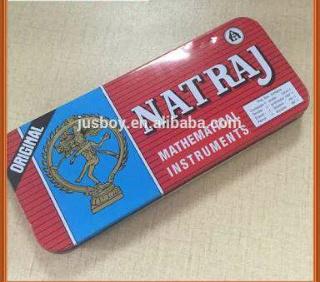 ORIGINAL
NATRAJ
MATHEMATICAL
INSTRUMENTS
jusboy.en.alibaba.com